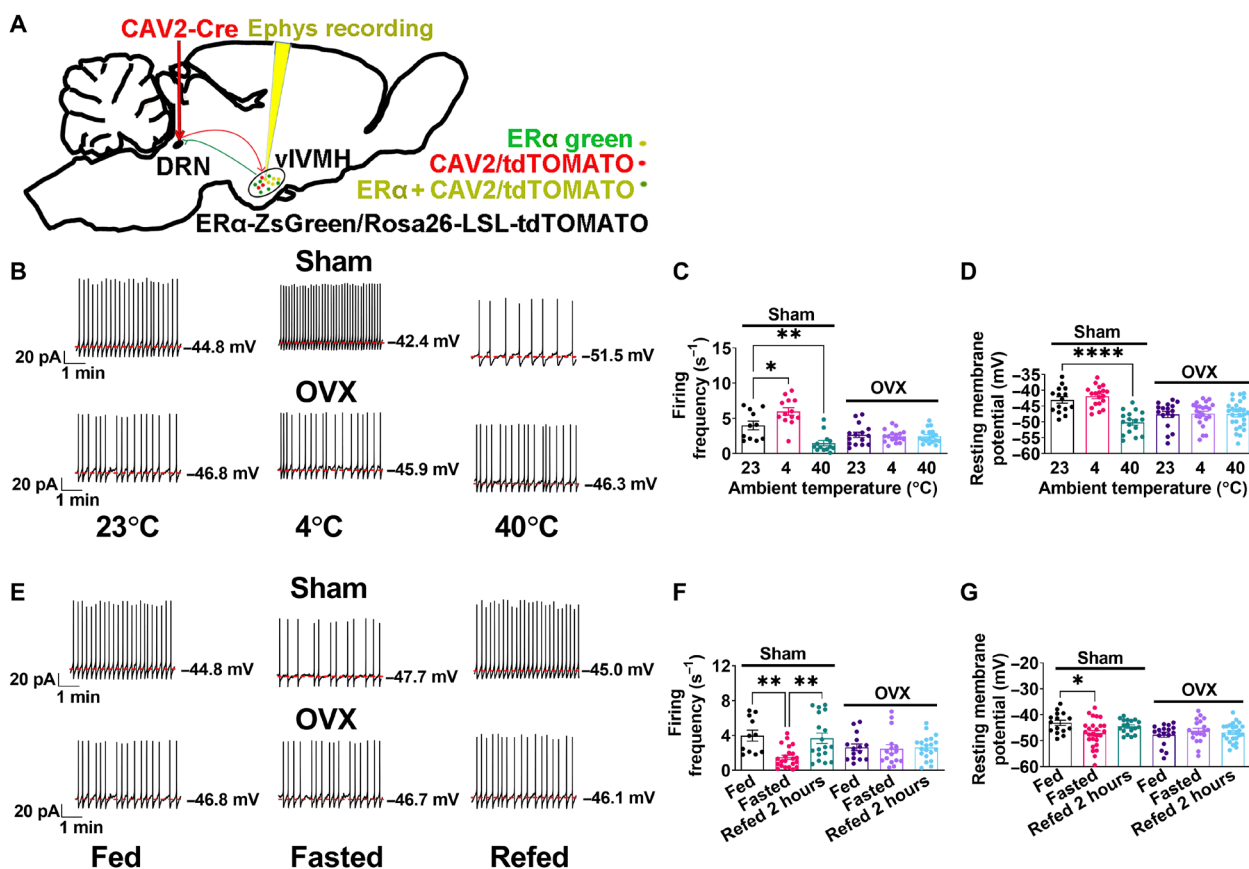 A
CAV2-Cre Ephys recording
DRN
vlVMH
ERα green
CAV2/tdTOMATO
ERα + CAV2/tdTOMATO
ERα-ZsGreen/Rosa26-LSL-tdTOMATO
B
Sham
−44.8 mV
−42.4 mV
−51.5 mV
20 pA
1 min
OVX
−46.8 mV
−45.9 mV
−46.3 mV
20 pA
1 min
23°C
4°C
40°C
C
Sham
**
*
OVX
Firing
frequency (s−1)
15
10
5
0
23 4 40 23 4 40
Ambient temperature (°C)
D
Sham
****
OVX
Resting membrane
potential (mV)
−35
−40
−45
−50
−55
−60
23 4 40 23 4 40
Ambient temperature (°C)
E
Sham
−44.8 mV
−47.7 mV
−45.0 mV
20 pA
1 min
OVX
−46.8 mV
−46.7 mV
−46.1 mV
20 pA
1 min
Fed
Fasted
Refed
F
Sham
** **
OVX
Firing
frequency (s−1)
12
8
4
0
Fed
Fasted
Refed 2 hours
Fed
Fasted
Refed 2 hours
G
Sham
*
OVX
Resting membrane
potential (mV)
−20
−30
−40
−50
−60
Fed
Fasted
Refed 2 hours
Fed
Fasted
Refed 2 hours